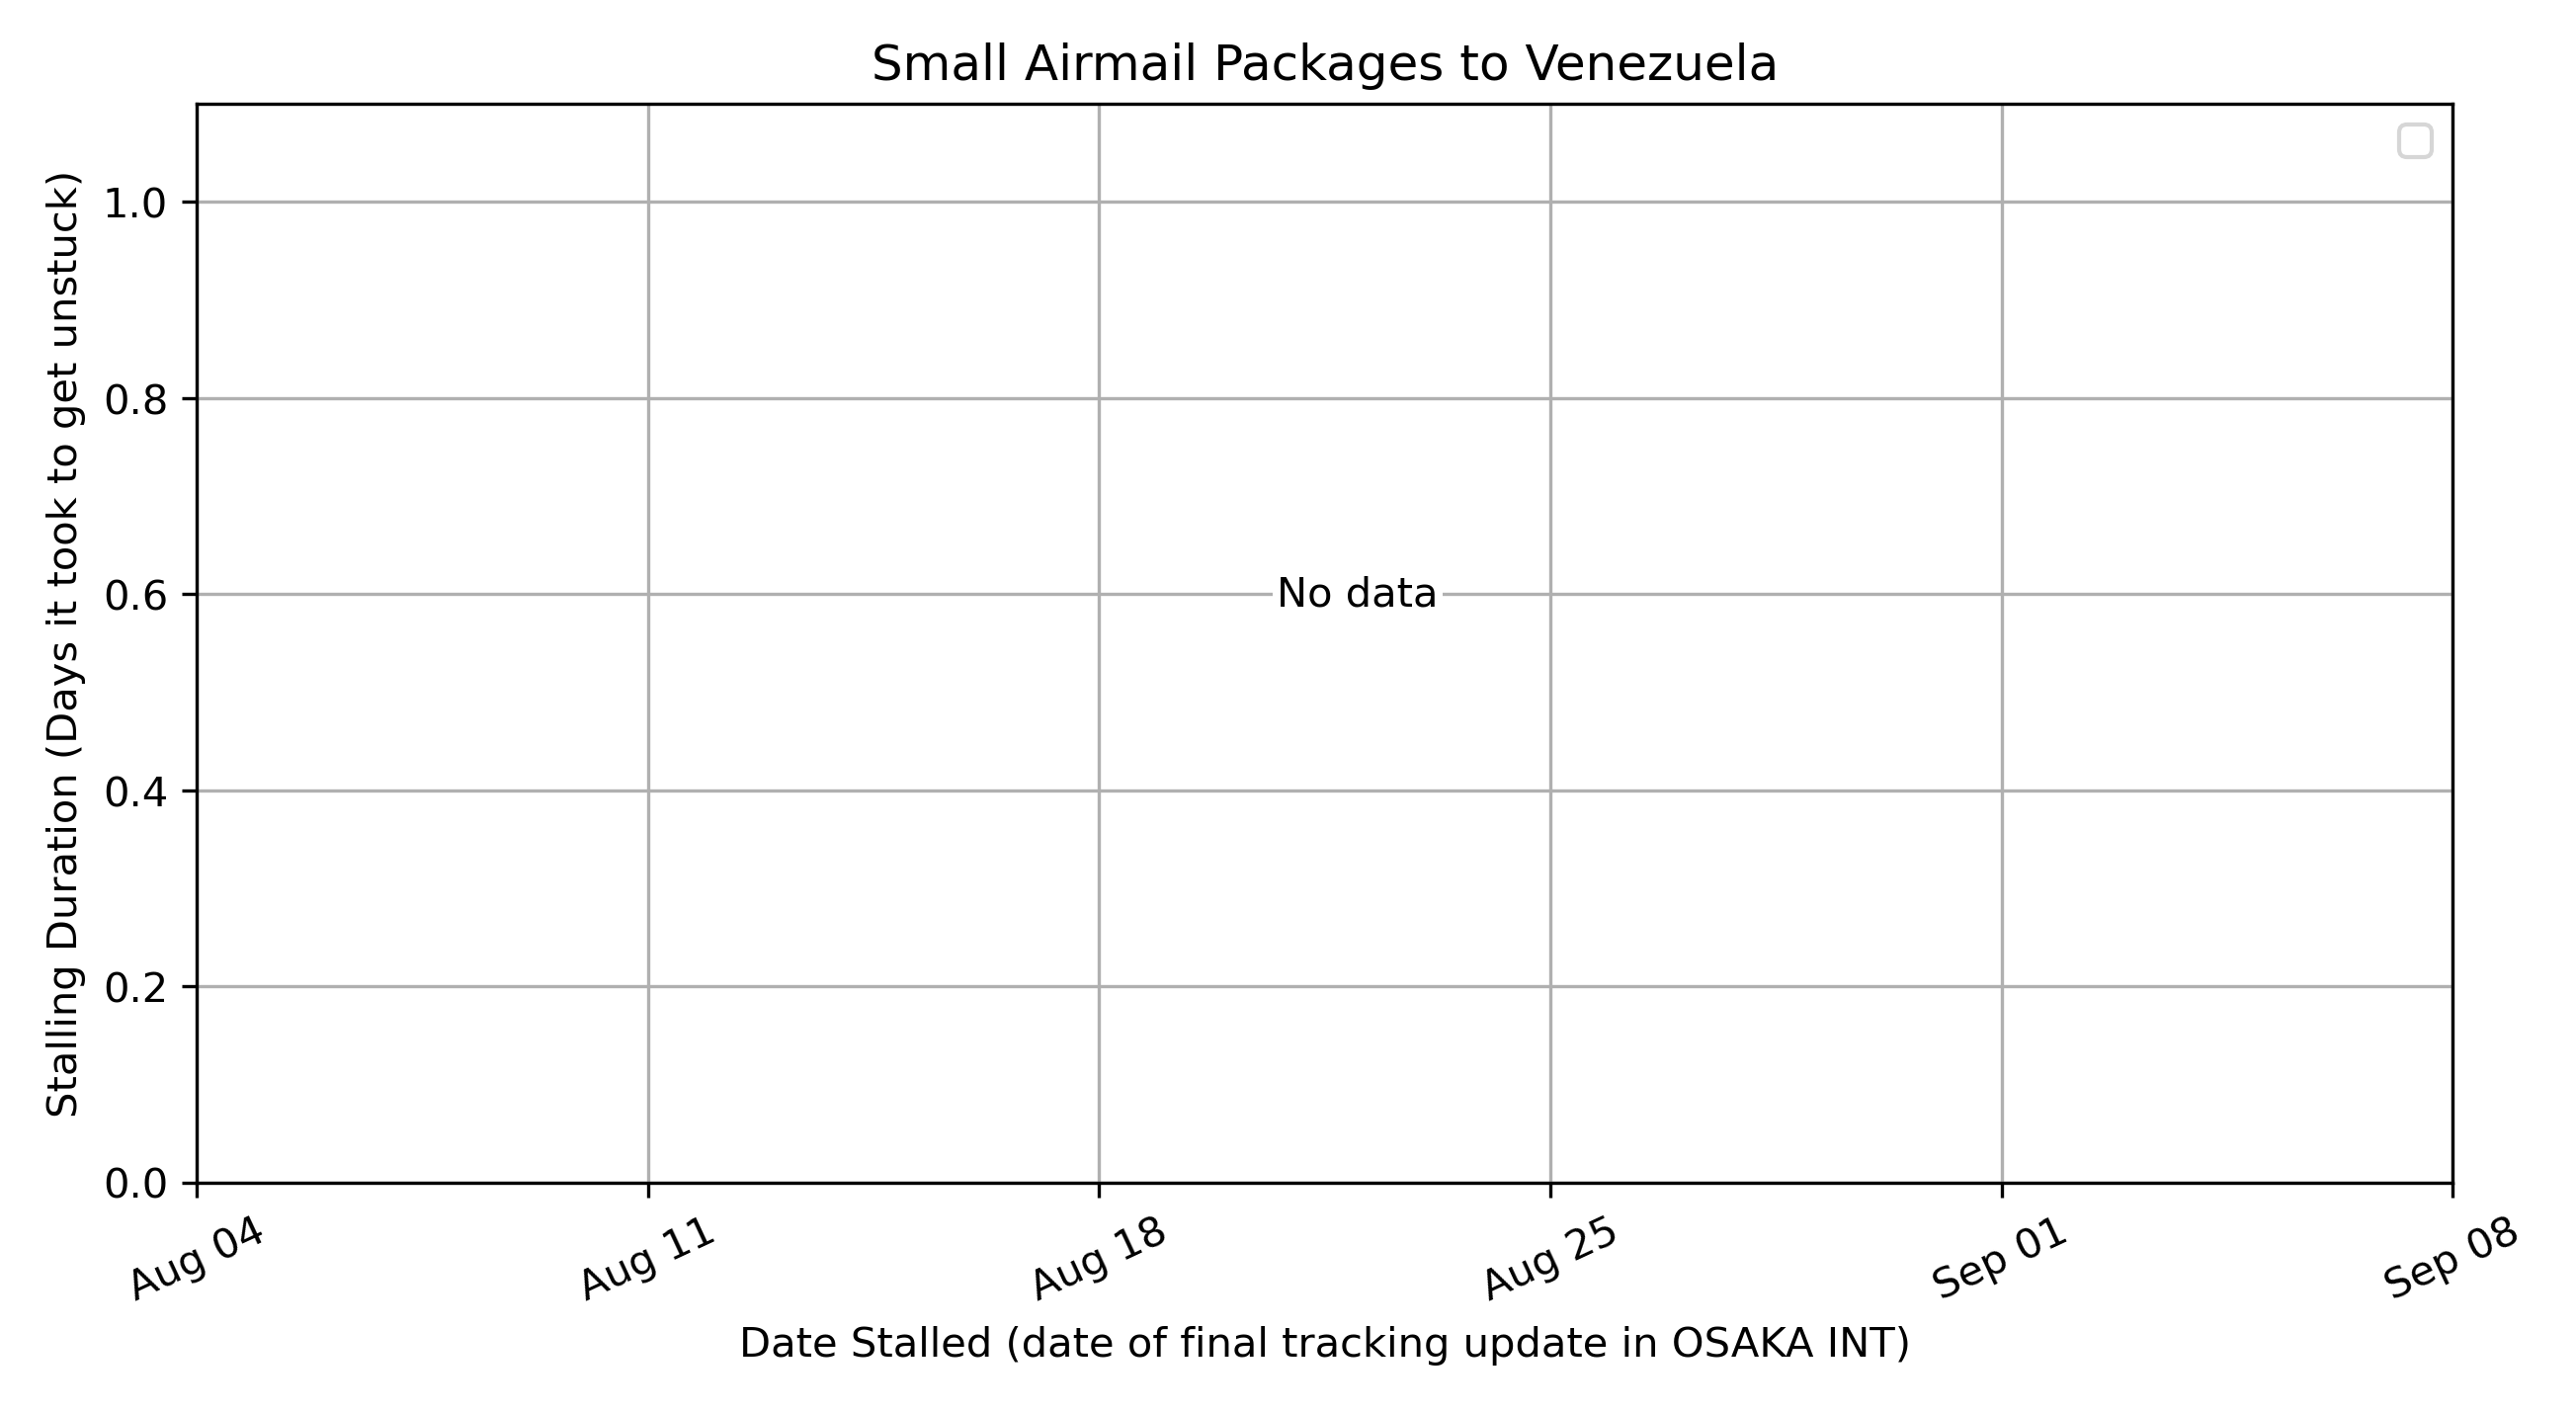 Small Airmail Packages to Venezuela
Stalling Duration (Days it took to get unstuck)
1.0
0.8
0.6
0.4
0.2
0.0
No data
Aug 04
Aug 11
Aug 18
Aug 25
Sep 01
Sep 08
Date Stalled (date of final tracking update in OSAKA INT)